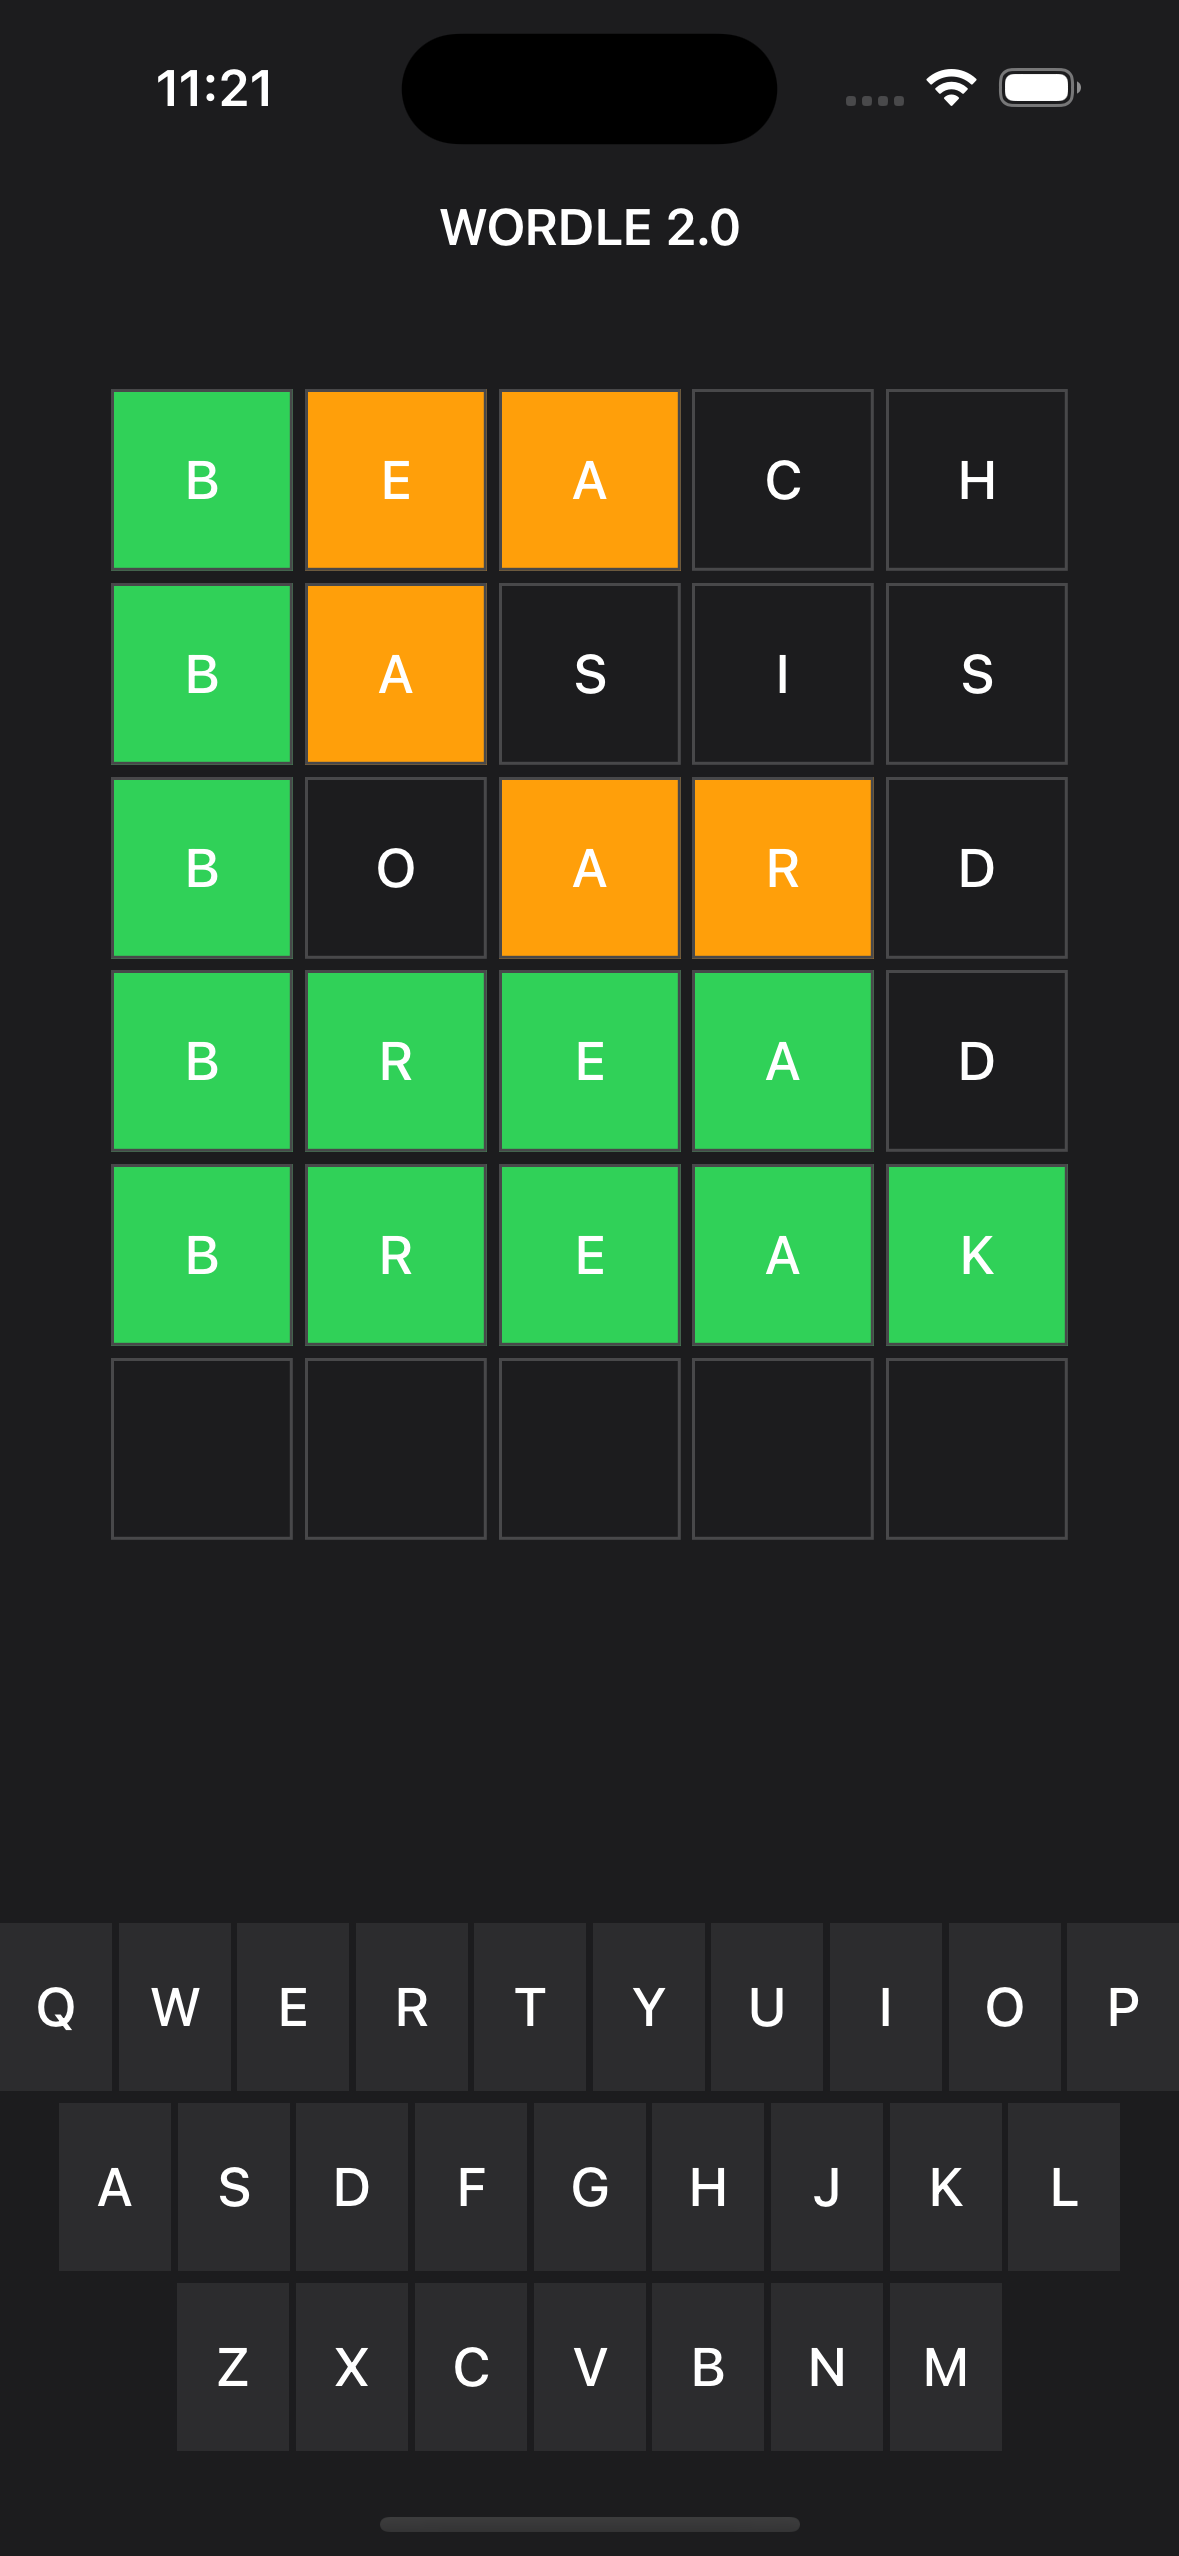 11:21
WORDLE 2.0
B E A C H
B A S I S
B O A R D
B R E A D
B R E A K
Q W E R T Y U I O P
A S D F G H J K L
Z X C V B N M